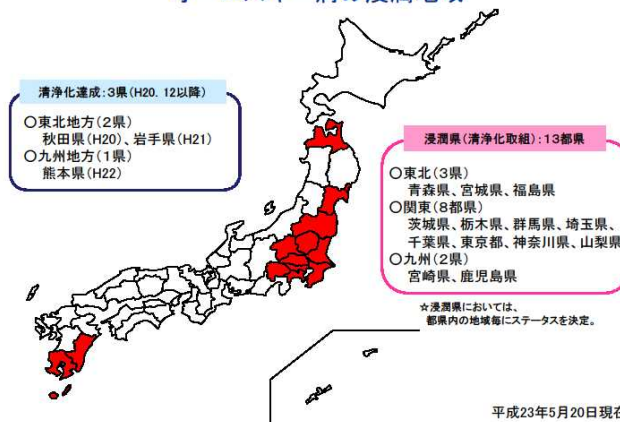 清浄化達成:3県(H20.12以降)
○東北地方(2県)
秋田県(H20)、岩手県(H21)
○九州地方(1県)
熊本県(H22)
浸潤県(清浄化取組):13都県
○東北(3県)
青森県、宮城県、福島県
○関東(8都県)
茨城県、栃木県、群馬県、埼玉県、
千葉県、東京都、神奈川県、山梨県
○九州(2県)
宮崎県、鹿児島県
☆浸潤県においては、
都県内の地域毎にステータスを決定。
平成23年5月20日現在